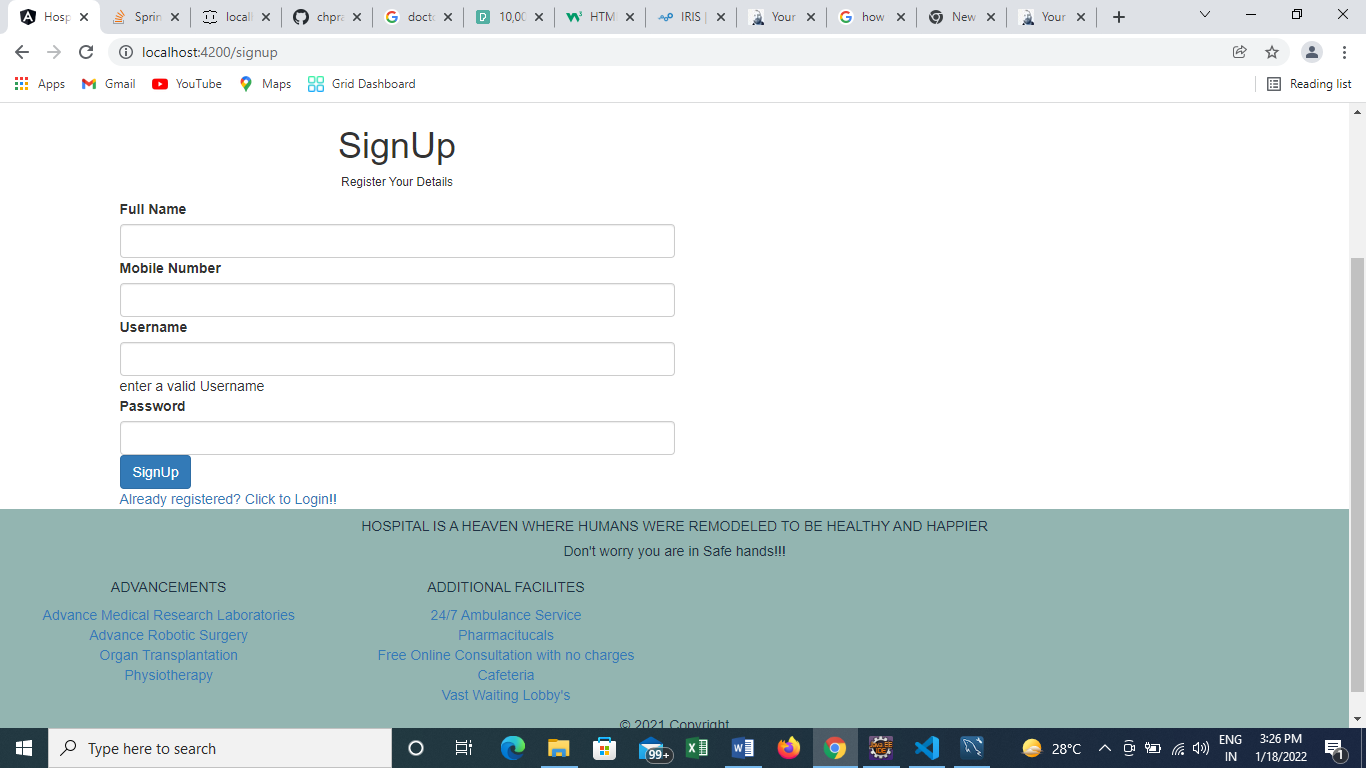 Hosp
Sprin
locall
chpra
docto
10,00
HTMl
IRIS |
Your
how
New
Your
localhost:4200/signup
Apps
Gmail
YouTube
Maps
Grid Dashboard
Reading list
SignUp
Register Your Details
Full Name
Mobile Number
Username
enter a valid Username
Password
SignUp
Already registered? Click to Login!!
HOSPITAL IS A HEAVEN WHERE HUMANS WERE REMODELED TO BE HEALTHY AND HAPPIER
Don't worry you are in Safe hands!!!
ADVANCEMENTS
Advance Medical Research Laboratories
Advance Robotic Surgery
Organ Transplantation
Physiotherapy
ADDITIONAL FACILITES
24/7 Ambulance Service
Pharmacitucals
Free Online Consultation with no charges
Cafeteria
Vast Waiting Lobby's
© 2021 Copyright
Type here to search
99+
28°C
ENG
IN
3:26 PM
1/18/2022
1